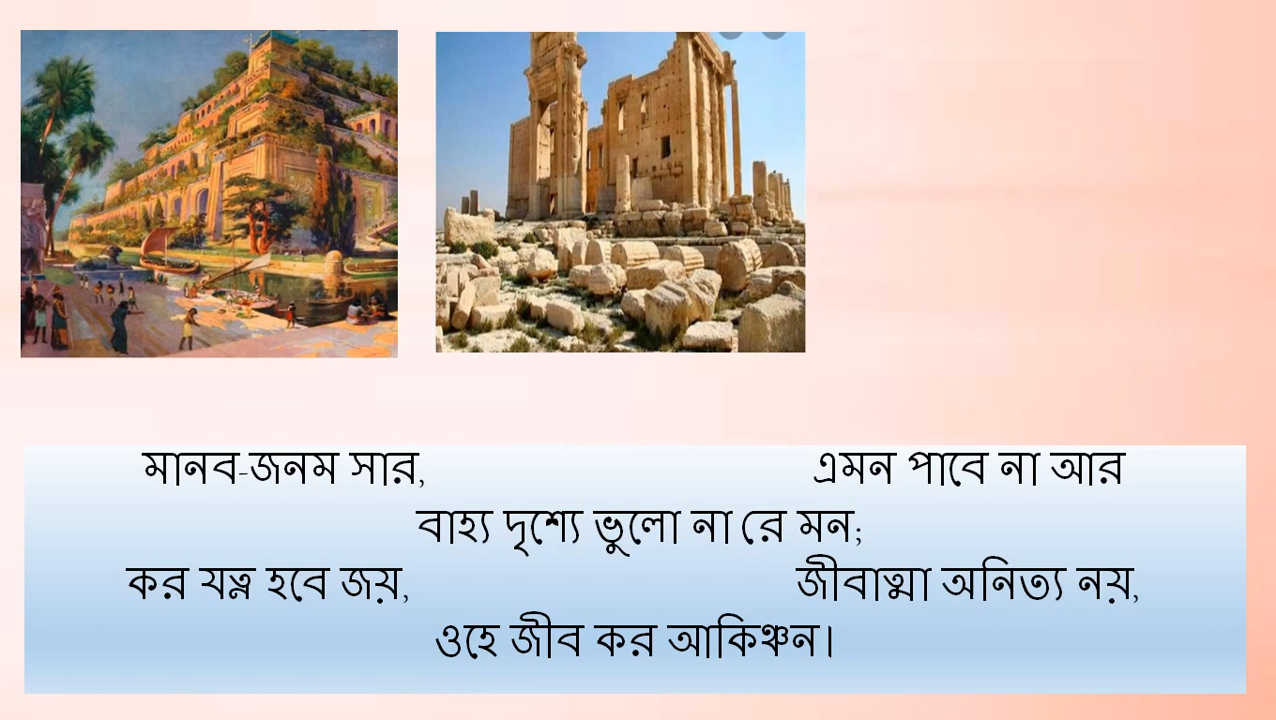 মানব-জনম সার, এমন পাবে না আর
বাহ্য দৃশ্যে ভুলো না রে মন;
কর যত্ন হবে জয়, জীবাত্মা অনিত্য নয়,
ওহে জীব কর আকিঞ্চন।